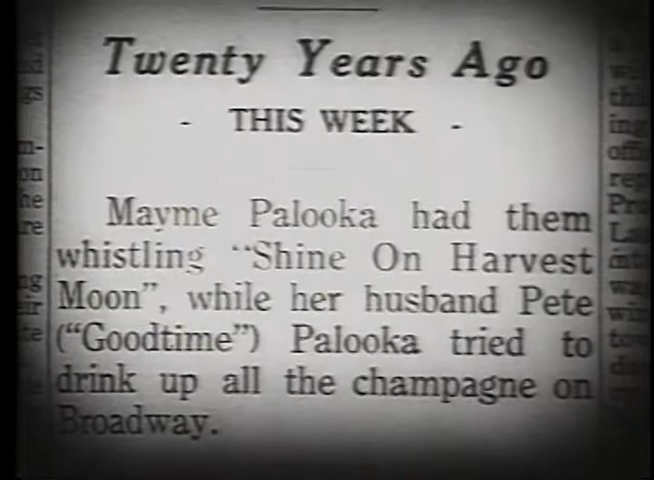 Twenty Years Ago
- THIS WEEK -
Mayme Palooka had them
whistling “Shine On Harvest
Moon”, while her husband Pete
(“Goodtime”) Palooka tried to
drink up all the champagne on
Broadway.